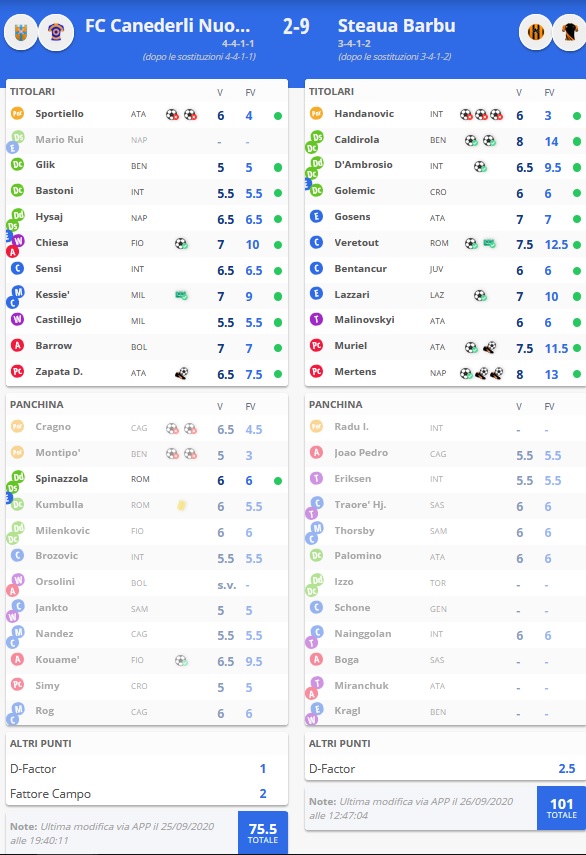 FC Canederli Nuo... 2-9 Steaua Barbu
4-4-1-1 3-4-1-2
(dopo le sostituzioni 4-4-1-1) (dopo le sostituzioni 3-4-1-2)
TITOLARI V FV
Por Sportiello ATA 6 4
Ds E Mario Rui NAP - -
Dc Glik BEN 5 5
Dc Bastoni INT 5.5 5.5
Dd Ds E Hysaj NAP 6.5 6.5
W A Chiesa FIO 7 10
C Sensi INT 6.5 6.5
M C Kessie' MIL 7 9
W Castillejo MIL 5.5 5.5
A Barrow BOL 7 7
Pc Zapata D. ATA 6.5 7.5
PANCHINA V FV
Por Cragno CAG 6.5 4.5
Por Montipo' BEN 5 3
Dd Ds E Spinazzola ROM 6 6
Dc Kumbulla ROM 6 5.5
Dd Dc Milenkovic FIO 6 6
C Brozovic INT 5.5 5.5
W A Orsolini BOL s.v. -
C W Jankto SAM 5 5
M C Nandez CAG 5.5 5.5
A Kouame' FIO 6.5 9.5
Pc Simy CRO 5 5
M C Rog CAG 6 6
ALTRI PUNTI
D-Factor 1
Fattore Campo 2
Note: Ultima modifica via APP il 25/09/2020
alle 19:40:11
75.5
TOTALE
TITOLARI V FV
Por Handanovic INT 6 3
Ds Dc Caldirola BEN 8 14
Dd Dc E D'Ambrosio INT 6.5 9.5
Dc Golemic CRO 6 6
E Gosens ATA 7 7
C Veretout ROM 7.5 12.5
C Bentancur JUV 6 6
E Lazzari LAZ 7 10
T Malinovskyi ATA 6 6
Pc Muriel ATA 7.5 11.5
Pc Mertens NAP 8 13
PANCHINA V FV
Por Radu I. INT - -
A Joao Pedro CAG 5.5 5.5
T Eriksen INT 5.5 5.5
C T Traore' Hj. SAS 6 6
M C Thorsby SAM 6 6
Dc Palomino ATA 6 6
Dd Dc Izzo TOR - -
C Schone GEN - -
C T Nainggolan INT 6 6
A Boga SAS - -
T A Miranchuk ATA - -
E W Kragl BEN - -
ALTRI PUNTI
D-Factor 2.5
Note: Ultima modifica via APP il 26/09/2020
alle 12:47:04
101
TOTALE